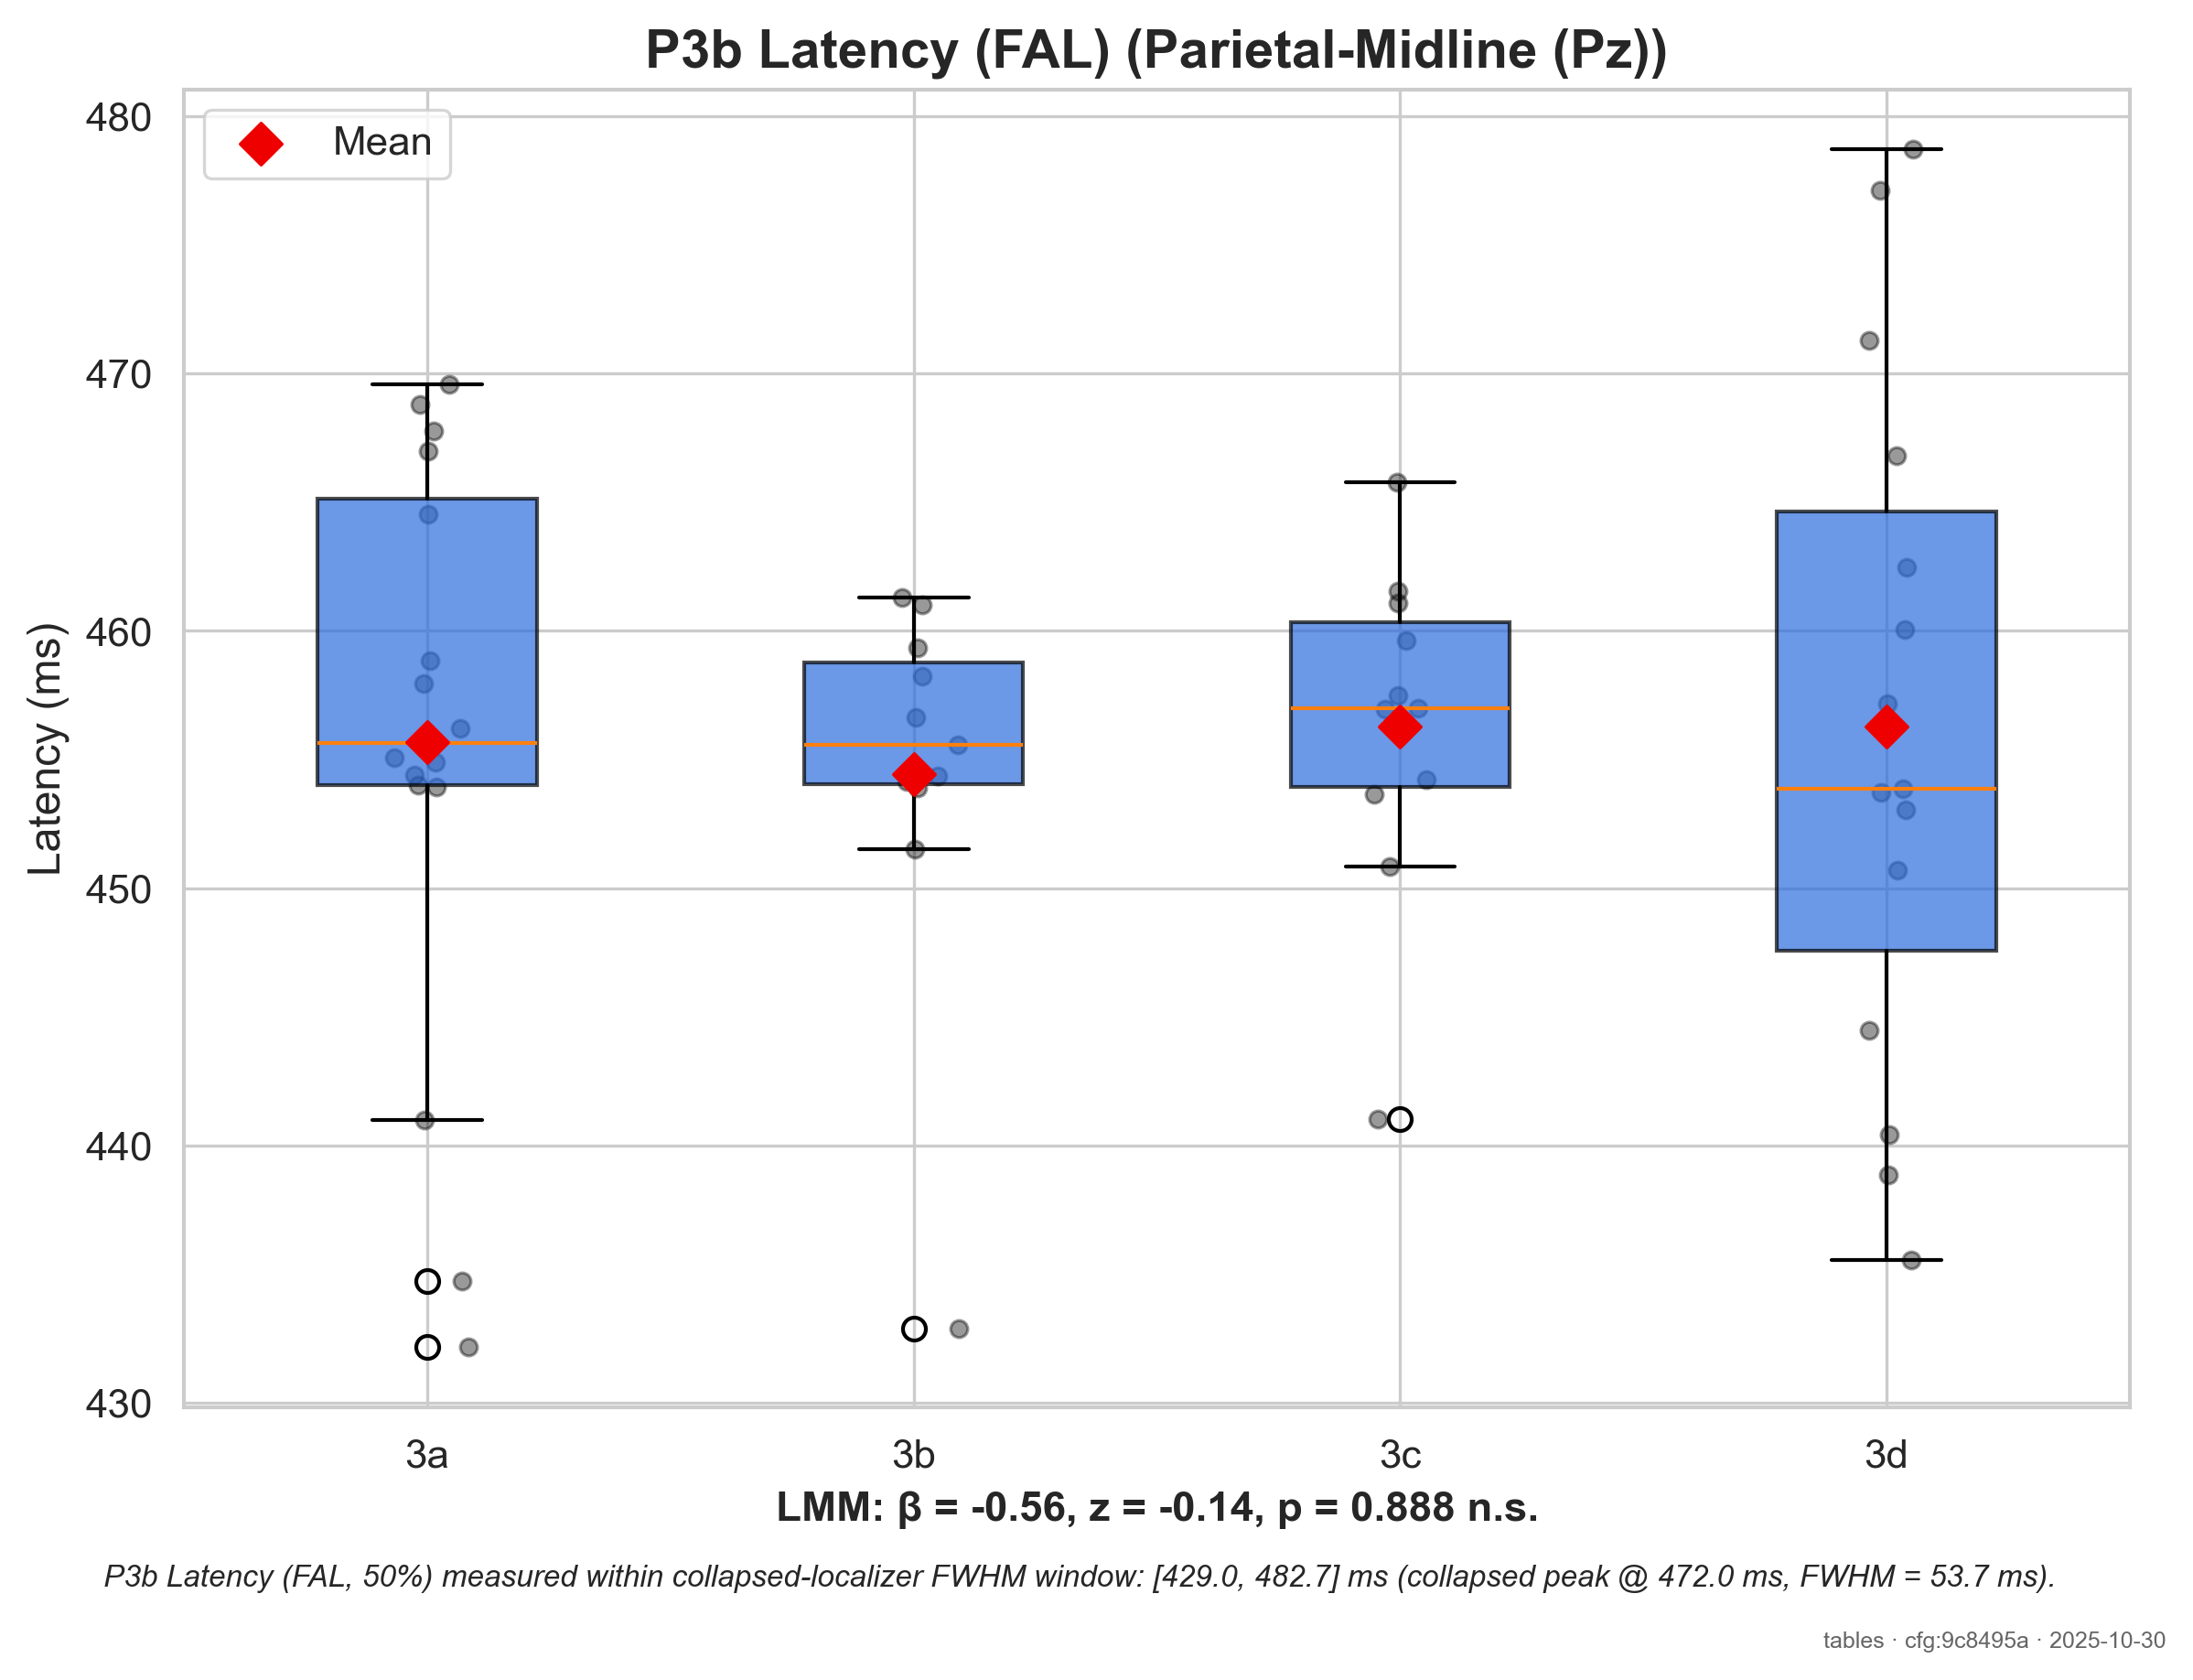 P3b Latency (FAL) (Parietal-Midline (Pz))
Mean
Latency (ms)
480
470
460
450
440
430
3a 3b 3c 3d
LMM: β = -0.56, z = -0.14, p = 0.888 n.s.
P3b Latency (FAL, 50%) measured within collapsed-localizer FWHM window: [429.0, 482.7] ms (collapsed peak @ 472.0 ms, FWHM = 53.7 ms).
tables · cfg:9c8495a · 2025-10-30